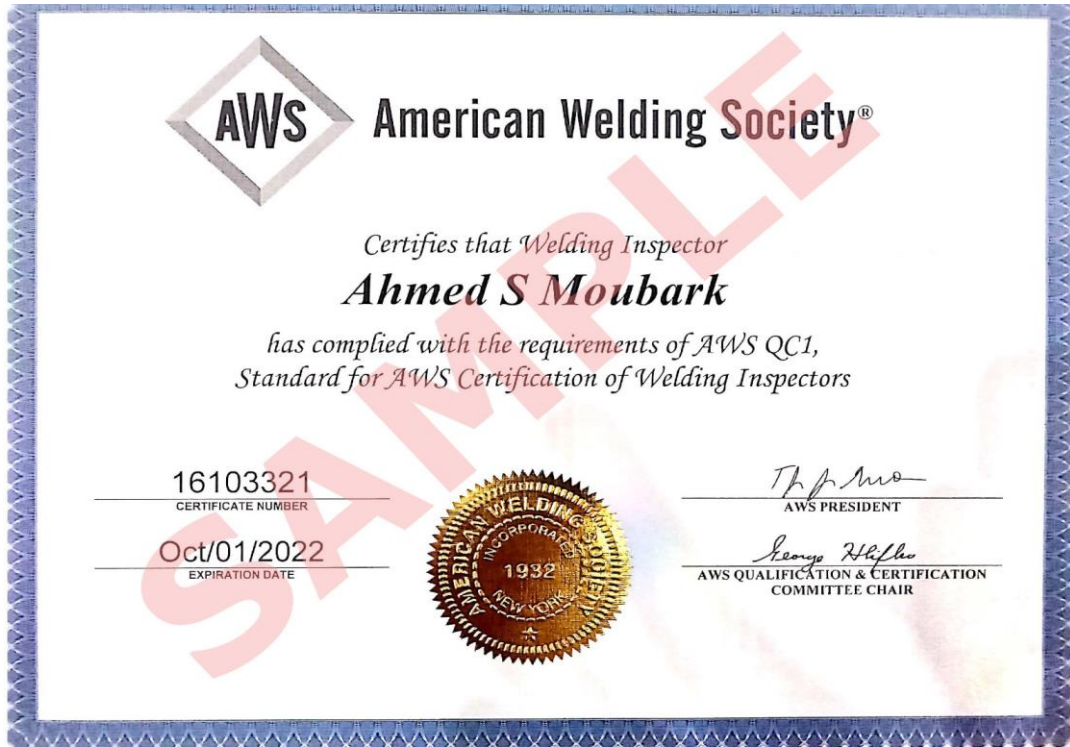 AWS
American Welding Society®
Certifies that Welding Inspector
Ahmed S Moubark
has complied with the requirements of AWS QC1,
Standard for AWS Certification of Welding Inspectors
16103321
CERTIFICATE NUMBER
Oct/01/2022
EXPIRATION DATE
AMERICAN WELDING SOCIETY
INCORPORATED
1932
NEW YORK
AWS PRESIDENT
AWS QUALIFICATION & CERTIFICATION
COMMITTEE CHAIR
SAMPLE